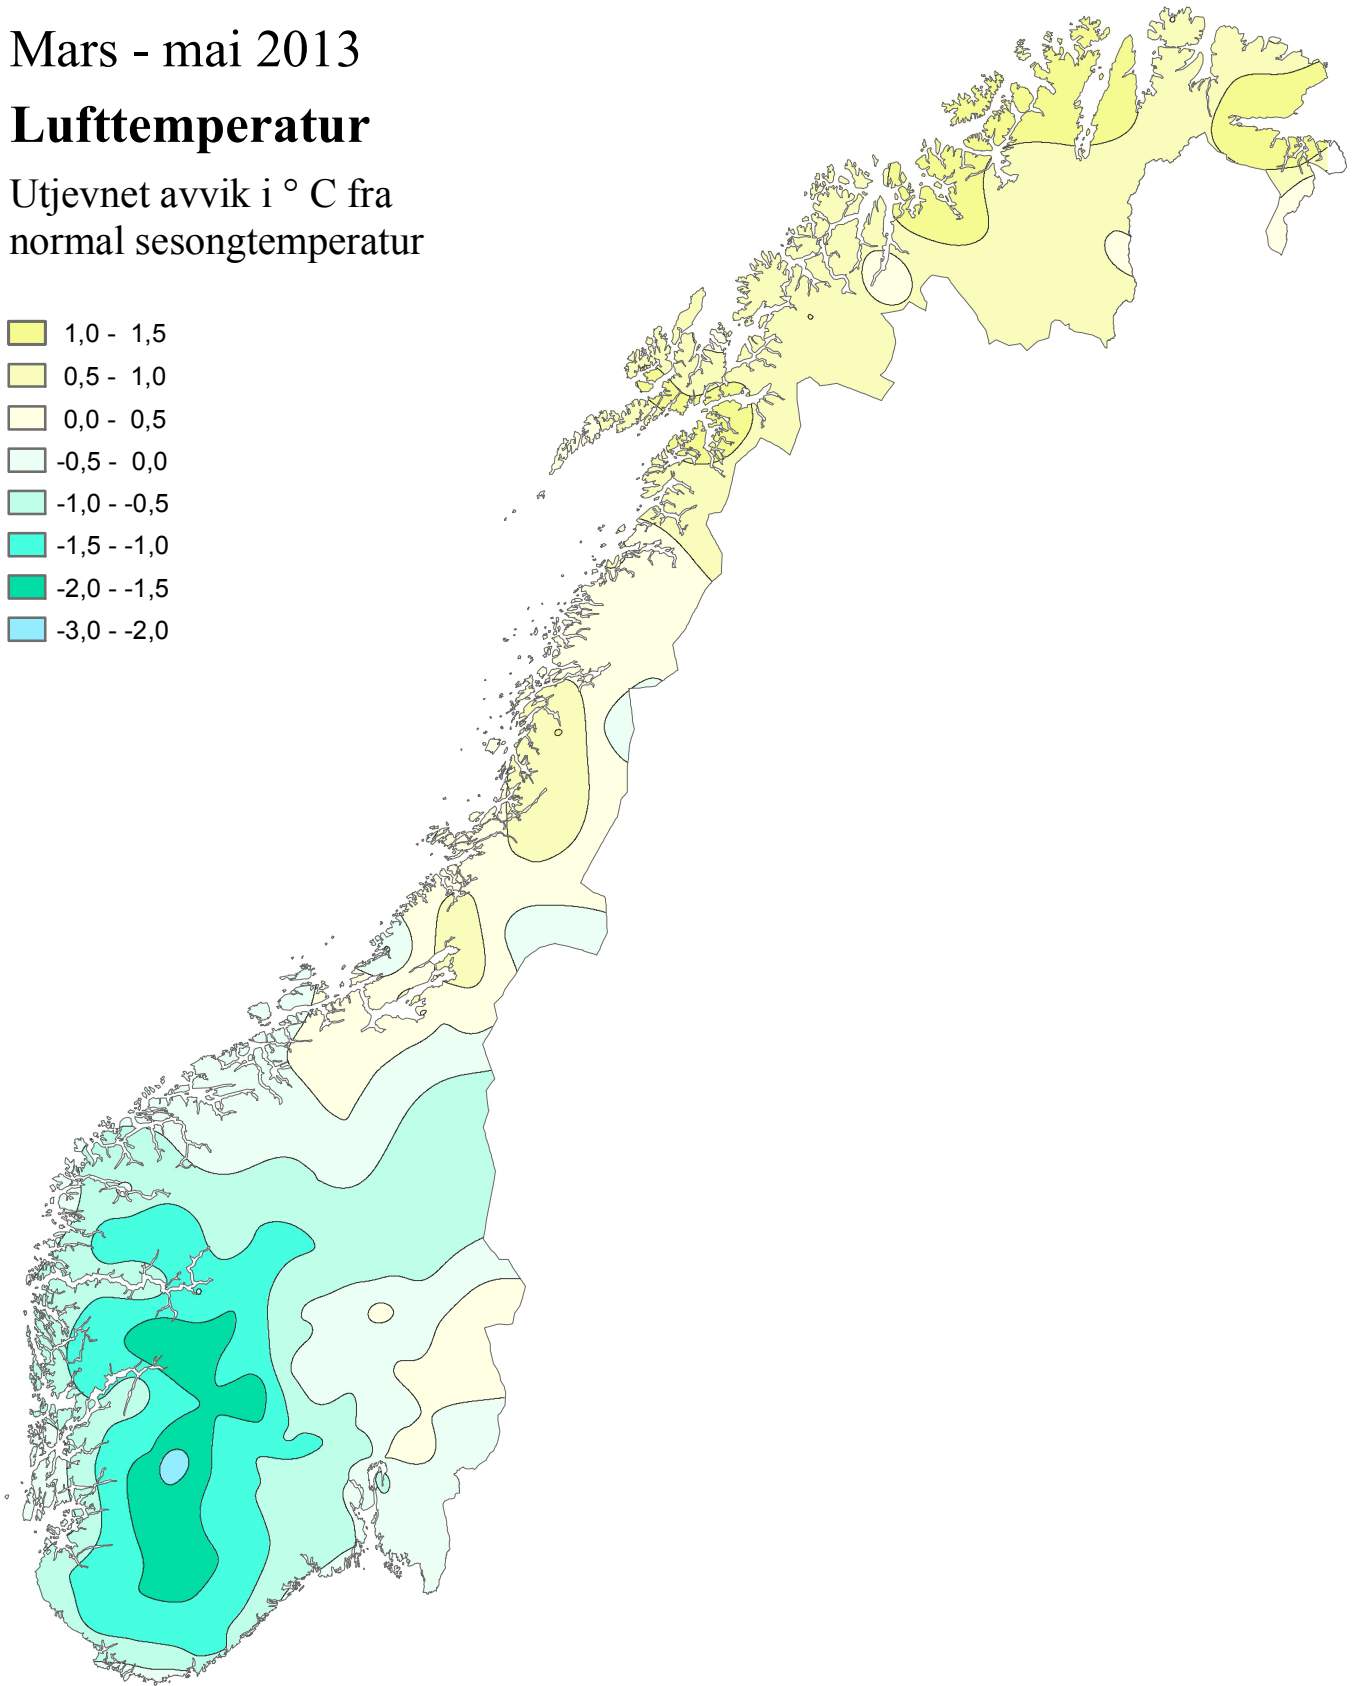 Mars - mai 2013
Lufttemperatur
Utjevnet avvik i ° C fra
normal sesongtemperatur
1,0 - 1,5
0,5 - 1,0
0,0 - 0,5
-0,5 - 0,0
-1,0 - -0,5
-1,5 - -1,0
-2,0 - -1,5
-3,0 - -2,0